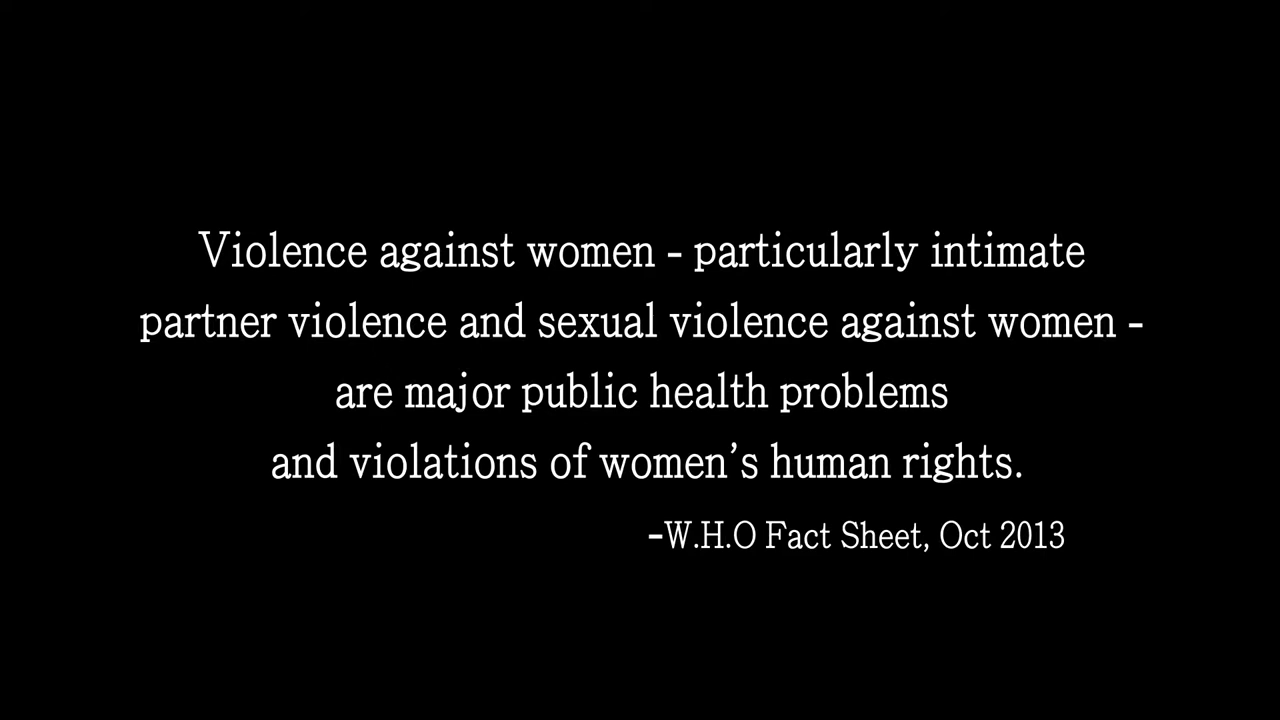 Violence against women - particularly intimate
partner violence and sexual violence against women -
are major public health problems
and violations of women’s human rights.
-W.H.O Fact Sheet, Oct 2013